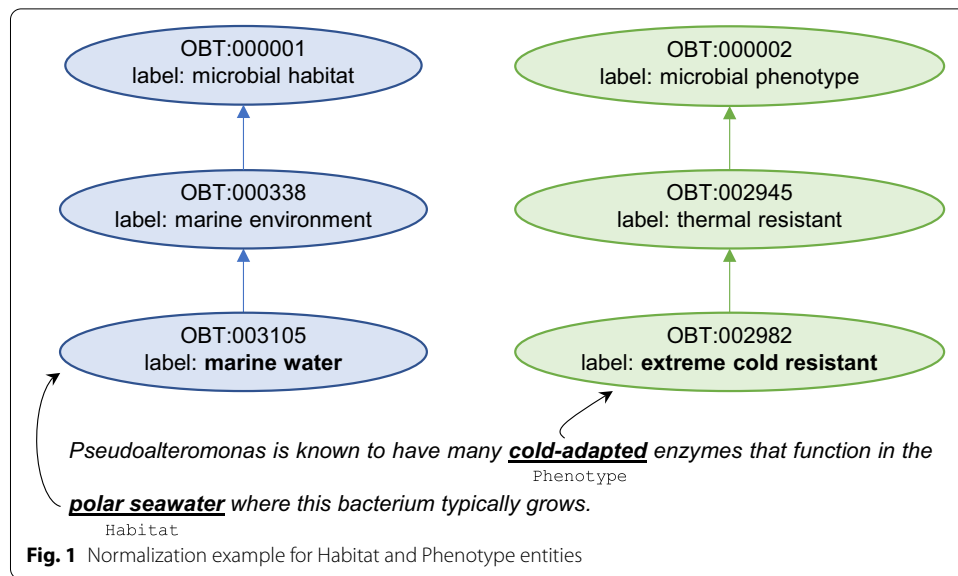 OBT:000001
label: microbial habitat
OBT:000002
label: microbial phenotype
OBT:000338
label: marine environment
OBT:002945
label: thermal resistant
OBT:003105
label: marine water
OBT:002982
label: extreme cold resistant
Pseudoalteromonas is known to have many cold-adapted enzymes that function in the
Phenotype
polar seawater where this bacterium typically grows.
Habitat
Fig. 1 Normalization example for Habitat and Phenotype entities